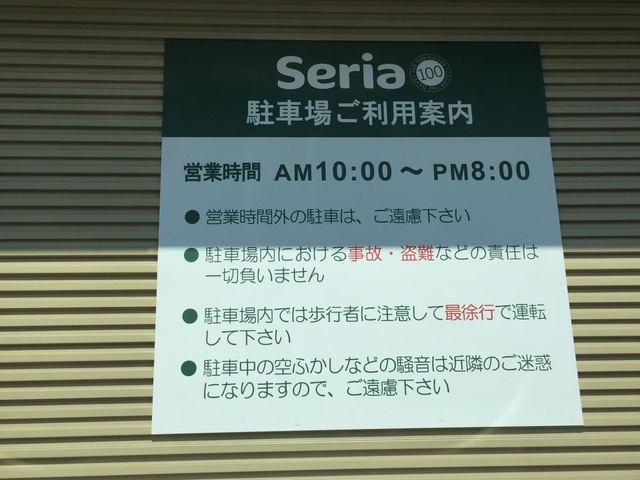 Seria 100
駐車場ご利用案内
営業時間 AM10:00～PM8:00
● 営業時間外の駐車は、ご遠慮下さい
● 駐車場内における事故・盗難などの責任は
一切負いません
● 駐車場内では歩行者に注意して最徐行で運転
して下さい
● 駐車中の空ふかしなどの騒音は近隣のご迷惑
になりますので、ご遠慮下さい